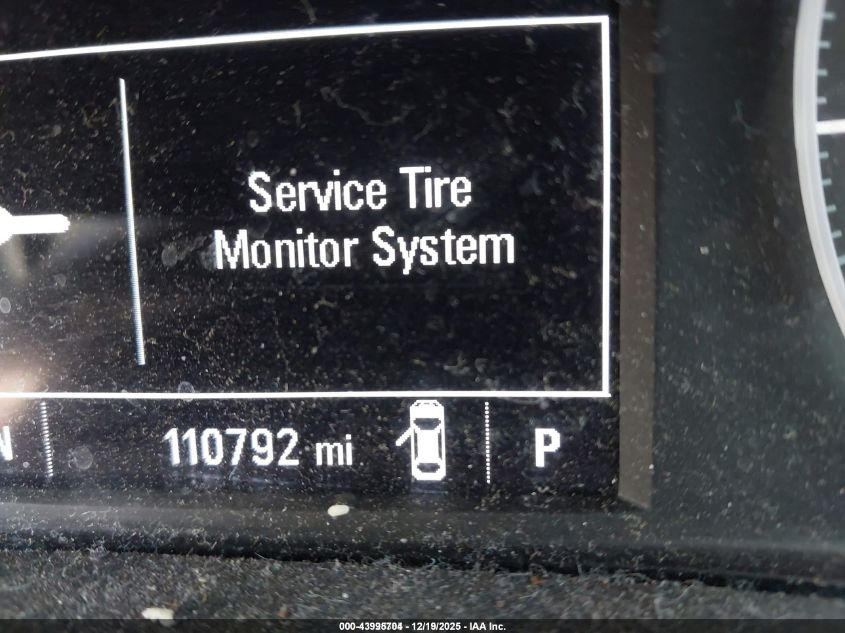 Service Tire
Monitor System
N
110792 mi
P
000-43995704 - 12/19/2025 - IAA Inc.